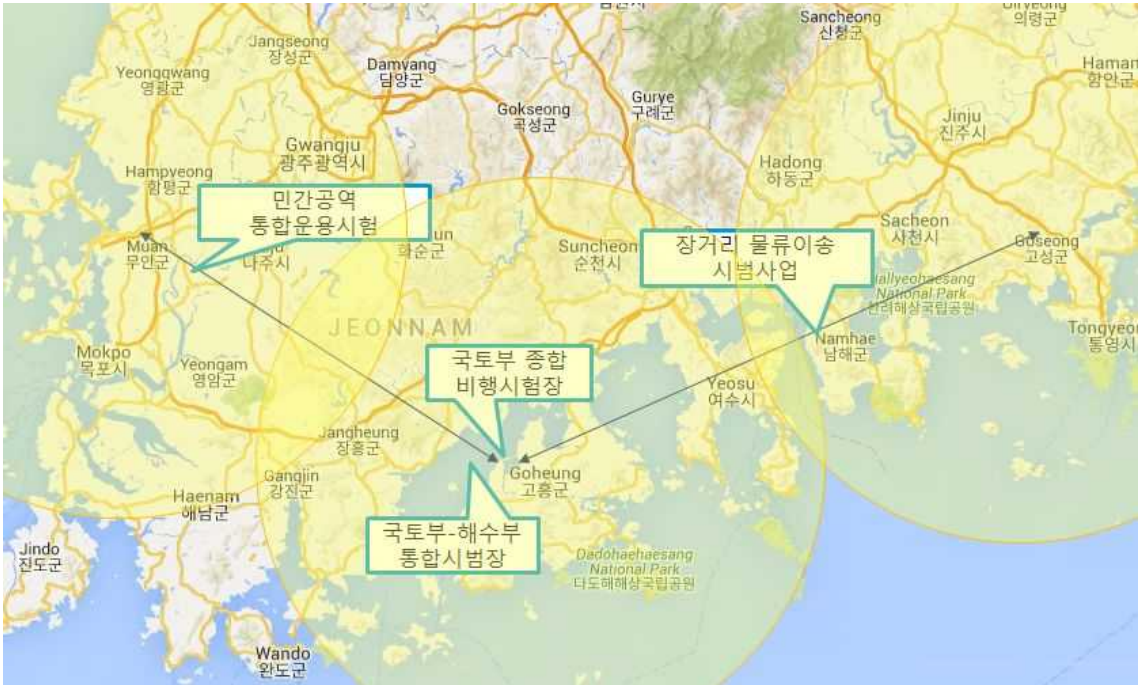 Sancheong
산청군
의령군
Jangseong
장성군
Damyang
담양군
Yeonggwang
영광군
Haman
함안군
Gurye
구례군
Gokseong
곡성군
Jinju
진주시
Gwangju
광주광역시
Hadong
하동군
Hampyeong
함평군
민간공역
통합운용시험
Sacheon
사천시
Goseong
고성군
장거리 물류이송
시범사업
Muan
무안군
나주시
화순군
Suncheon
순천시
National Park
한려해상국립공원
JEONNAM
Namhae
남해군
통영시
Mokpo
목포시
Yeongam
영암군
국토부 종합
비행시험장
Yeosu
여수시
Jangheung
장흥군
Gangjin
강진군
Goheung
고흥군
Haenam
해남군
국토부-해수부
통합시범장
Jindo
진도군
Dadohaehaesang
National Park
다도해해상국립공원
Wando
완도군